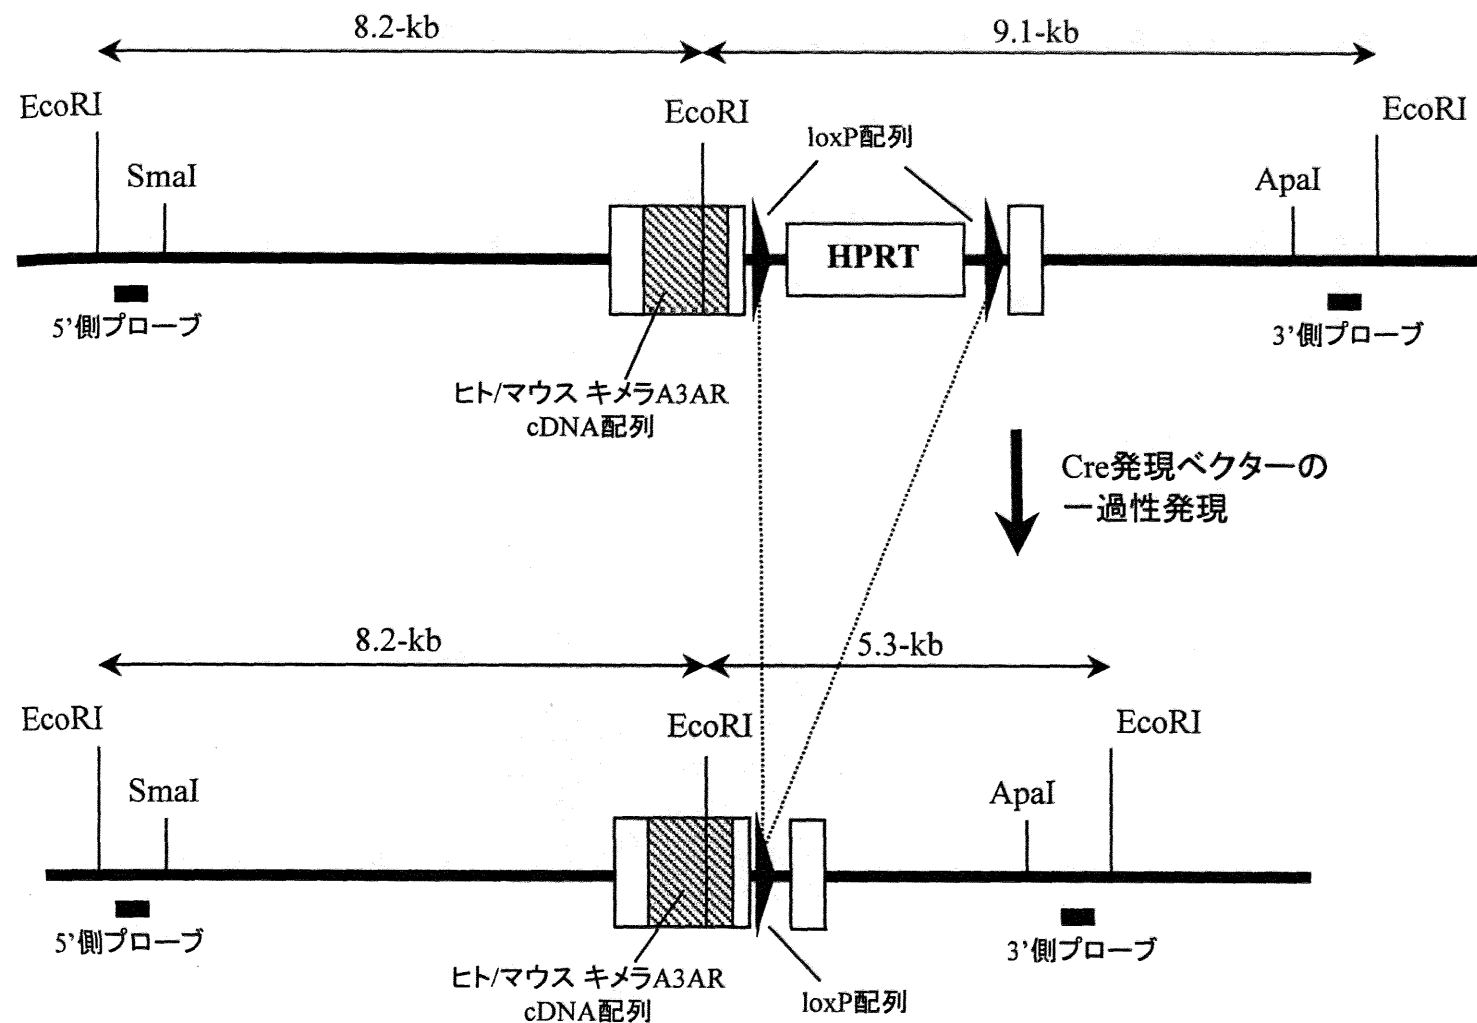 8.2-kb
9.1-kb
EcoRI
EcoRI
EcoRI
loxP配列
SmaI
ApaI
HPRT
5’側プローブ
3’側プローブ
ヒト/マウス キメラA3AR
cDNA配列
Cre発現ベクターの
一過性発現
8.2-kb
5.3-kb
EcoRI
EcoRI
EcoRI
SmaI
ApaI
5’側プローブ
3’側プローブ
ヒト/マウス キメラA3AR
cDNA配列
loxP配列